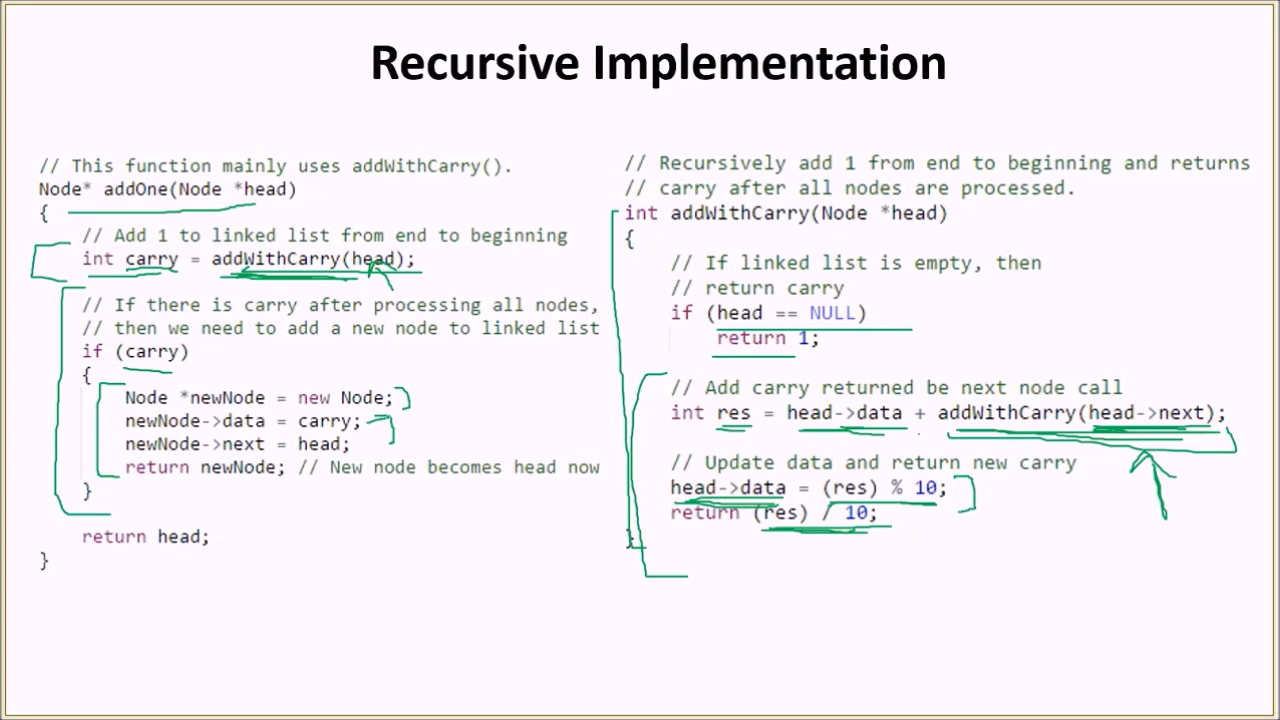 Recursive Implementation
// This function mainly uses addWithCarry().
Node* addOne(Node *head)
{
// Add 1 to linked list from end to beginning
int carry = addWithCarry(head);
// If there is carry after processing all nodes,
// then we need to add a new node to linked list
if (carry)
{
Node *newNode = new Node;
newNode->data = carry;
newNode->next = head;
return newNode; // New node becomes head now
}
return head;
}
// Recursively add 1 from end to beginning and returns
// carry after all nodes are processed.
int addWithCarry(Node *head)
{
// If linked list is empty, then
// return carry
if (head == NULL)
return 1;
// Add carry returned be next node call
int res = head->data + addWithCarry(head->next);
// Update data and return new carry
head->data = (res) % 10;
return (res) / 10;
}